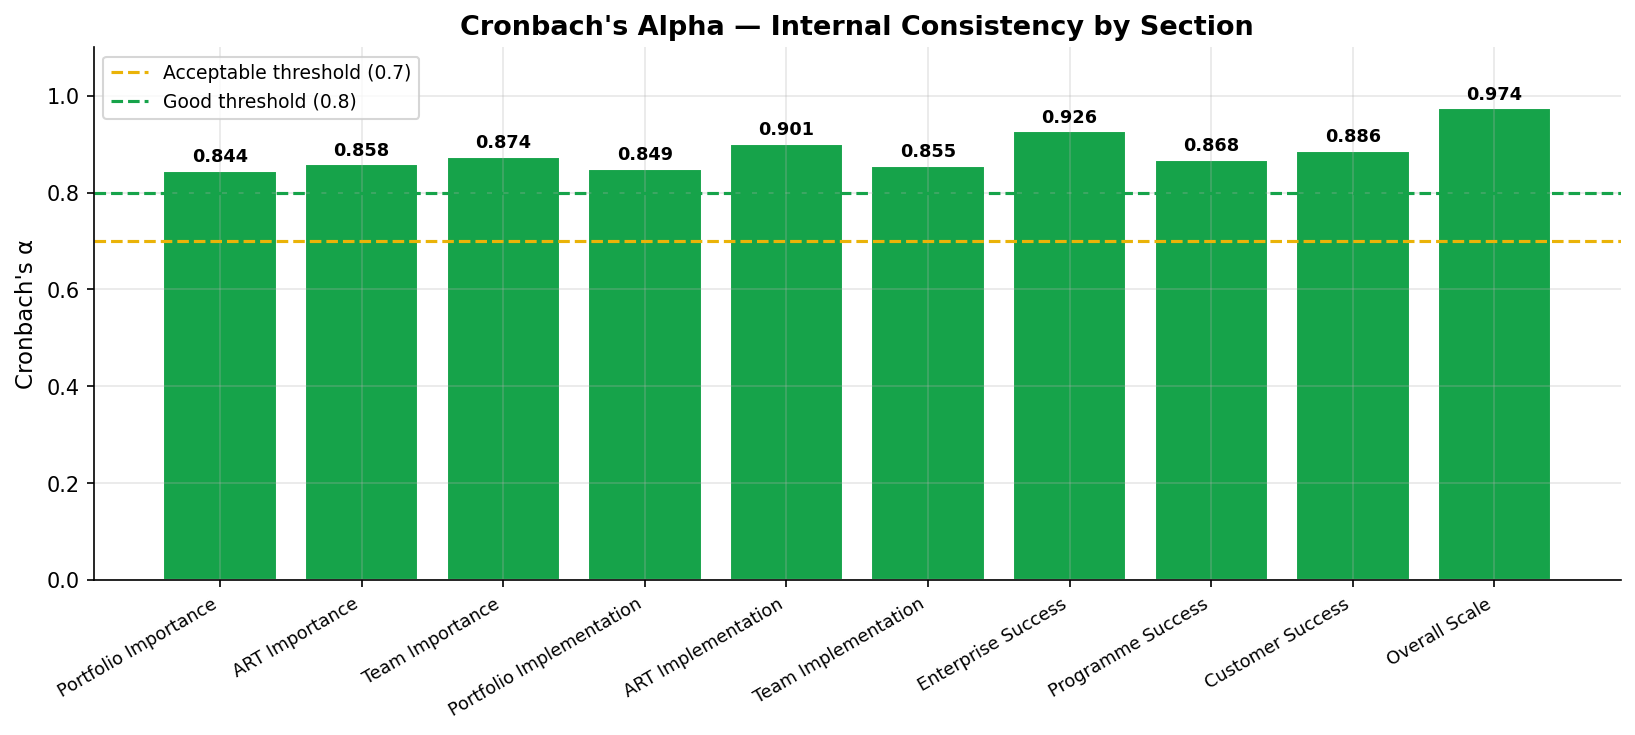 Cronbach's Alpha — Internal Consistency by Section
Acceptable threshold (0.7)
Good threshold (0.8)
Cronbach's α
1.0
0.8
0.6
0.4
0.2
0.0
0.844
0.858
0.874
0.849
0.901
0.855
0.926
0.868
0.886
0.974
Portfolio Importance
ART Importance
Team Importance
Portfolio Implementation
ART Implementation
Team Implementation
Enterprise Success
Programme Success
Customer Success
Overall Scale